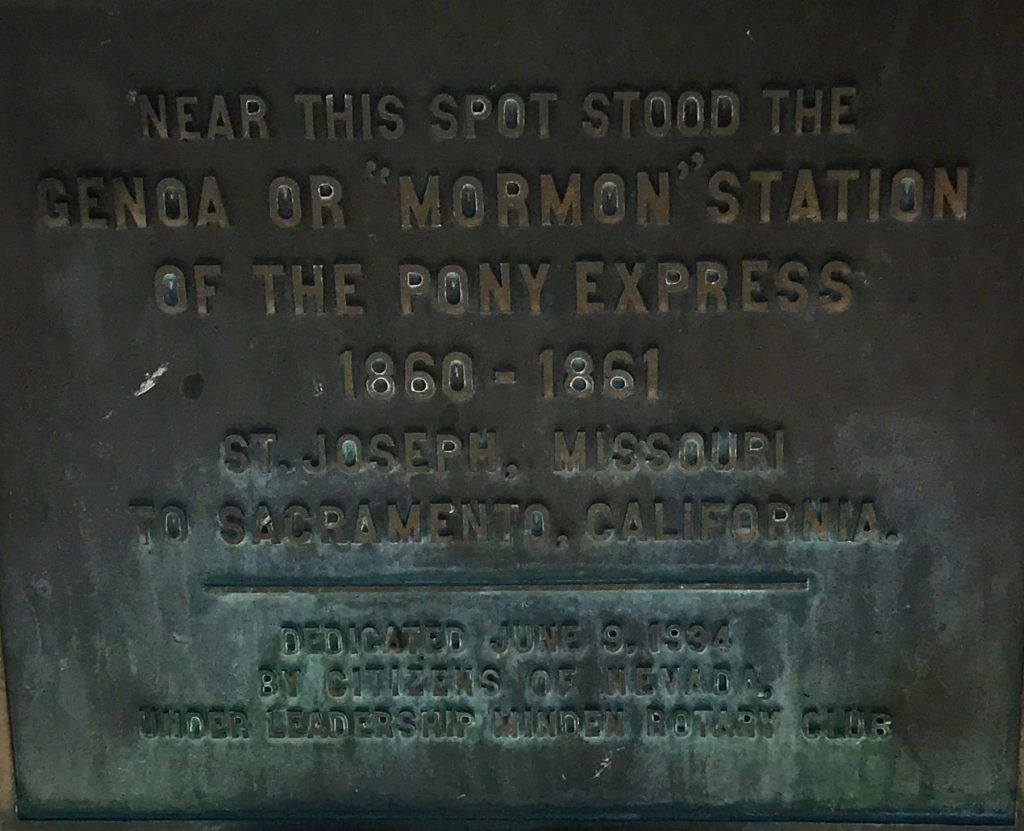 NEAR THIS SPOT STOOD THE
GENOA OR "MORMON" STATION
OF THE PONY EXPRESS
1860 - 1861
ST. JOSEPH, MISSOURI
TO SACRAMENTO, CALIFORNIA.
DEDICATED JUNE 9, 1934
BY CITIZENS OF NEVADA,
UNDER LEADERSHIP MINDEN ROTARY CLUB